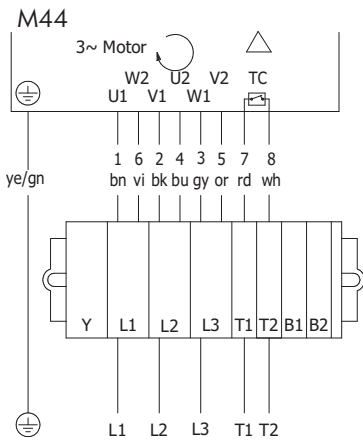 M44
3~ Motor
W2 U2 V2 TC
U1 V1 W1
1 6 2 4 3 5 7 8
ye/gn bn vi bk bu gy or rd wh
Y L1 L2 L3 T1 T2 B1 B2
L1 L2 L3 T1 T2